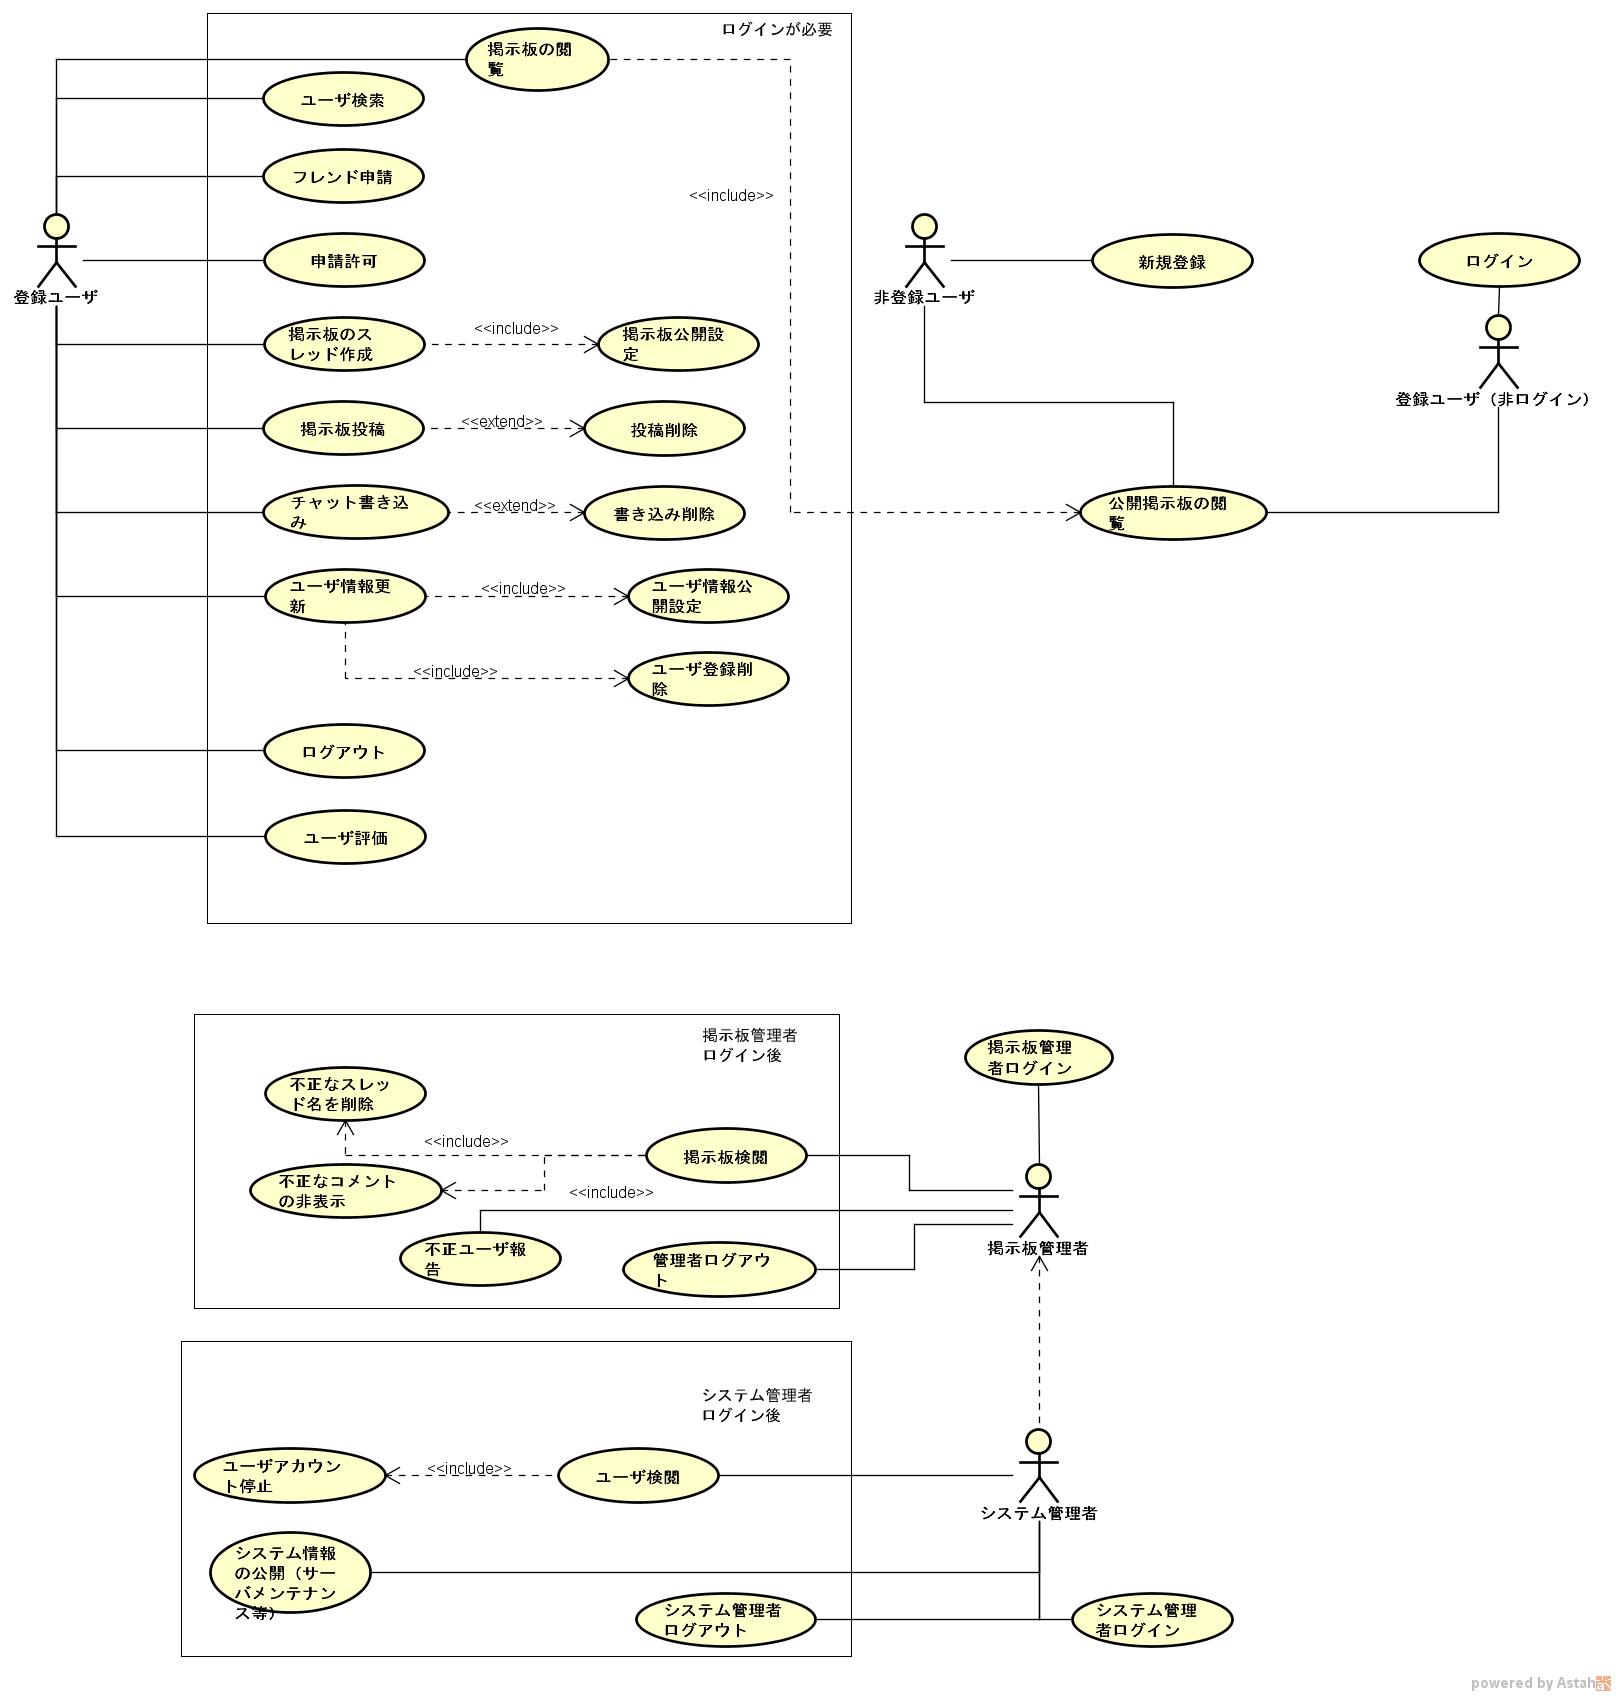 ログインが必要
掲示板の閲
覧
ユーザ検索
フレンド申請
<<include>>
登録ユーザ
申請許可
非登録ユーザ
新規登録
ログイン
掲示板のス
レッド作成
<<include>>
掲示板公開設
定
登録ユーザ（非ログイン）
掲示板投稿
<<extend>>
投稿削除
チャット書き込
み
<<extend>>
書き込み削除
公開掲示板の閲
覧
ユーザ情報更
新
<<include>>
ユーザ情報公
開設定
<<include>>
ユーザ登録削
除
ログアウト
ユーザ評価
掲示板管理者
ログイン後
掲示板管理
者ログイン
不正なスレッ
ド名を削除
<<include>>
掲示板検閲
不正なコメント
の非表示
<<include>>
不正ユーザ報
告
管理者ログアウ
ト
掲示板管理者
システム管理者
ログイン後
ユーザアカウン
ト停止
<<include>>
ユーザ検閲
システム管理者
システム情報
の公開（サー
バメンテナン
ス等）
システム管理者
ログアウト
システム管理
者ログイン
powered by Astah